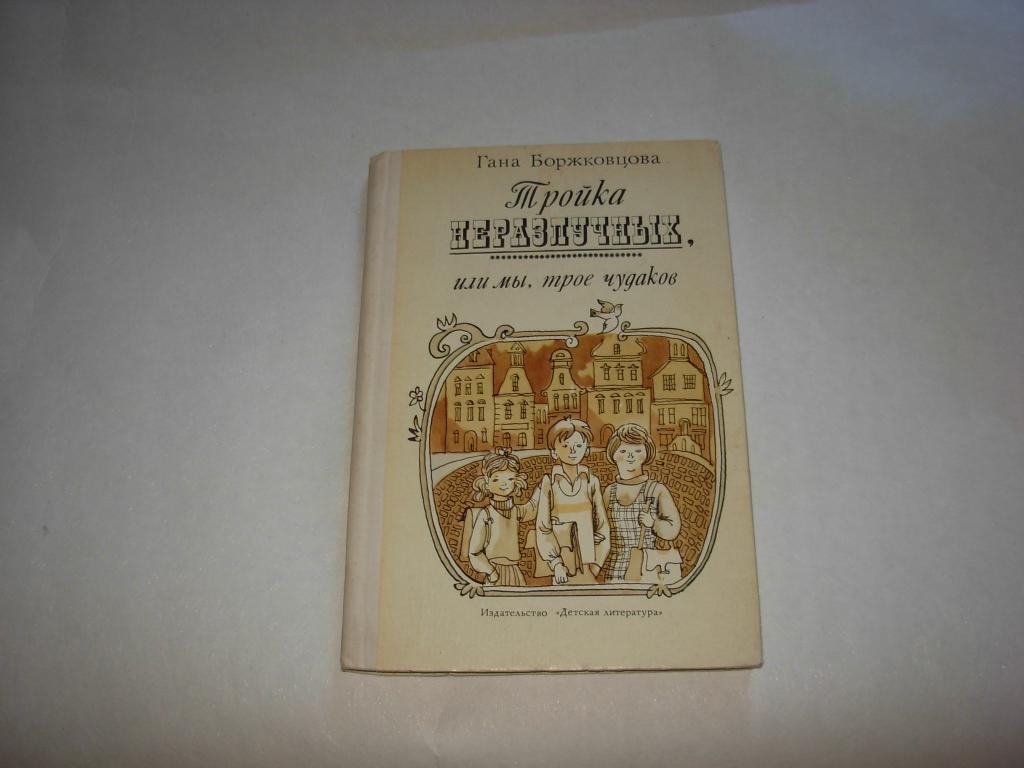 Гана Боржковцова
Тройка
НЕРАЗЛУЧНЫХ,
или мы, трое чудаков
Издательство «Детская литература»